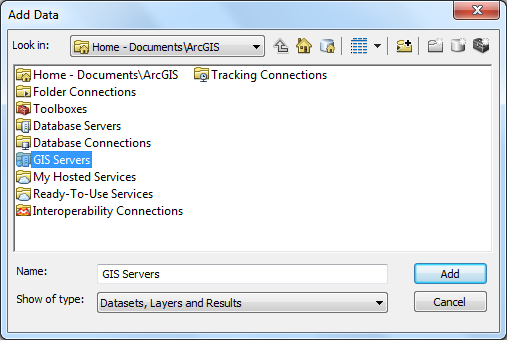 Add Data
Look in: Home - Documents\ArcGIS
Home - Documents\ArcGIS Tracking Connections
Folder Connections
Toolboxes
Database Servers
Database Connections
GIS Servers
My Hosted Services
Ready-To-Use Services
Interoperability Connections
Name: GIS Servers Add
Show of type: Datasets, Layers and Results Cancel